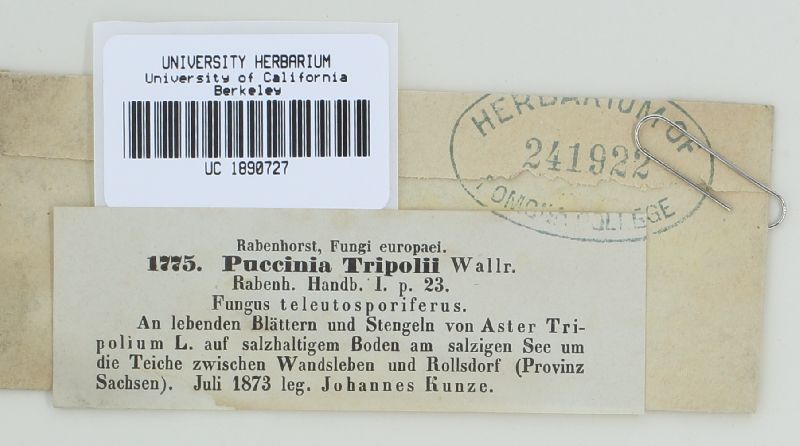 UNIVERSITY HERBARIUM
University of California
Berkeley
UC 1890727
HERBARIUM OF
241922
POMONA COLLEGE
Rabenhorst, Fungi europaei.
1775. Puccinia Tripolii Wallr.
Rabenh. Handb. I. p. 23.
Fungus teleutosporiferus.
An lebenden Blättern und Stengeln von Aster Tri-
polium L. auf salzhaltigem Boden am salzigen See um
die Teiche zwischen Wandsleben und Rollsdorf (Provinz
Sachsen). Juli 1873 leg. Johannes Kunze.